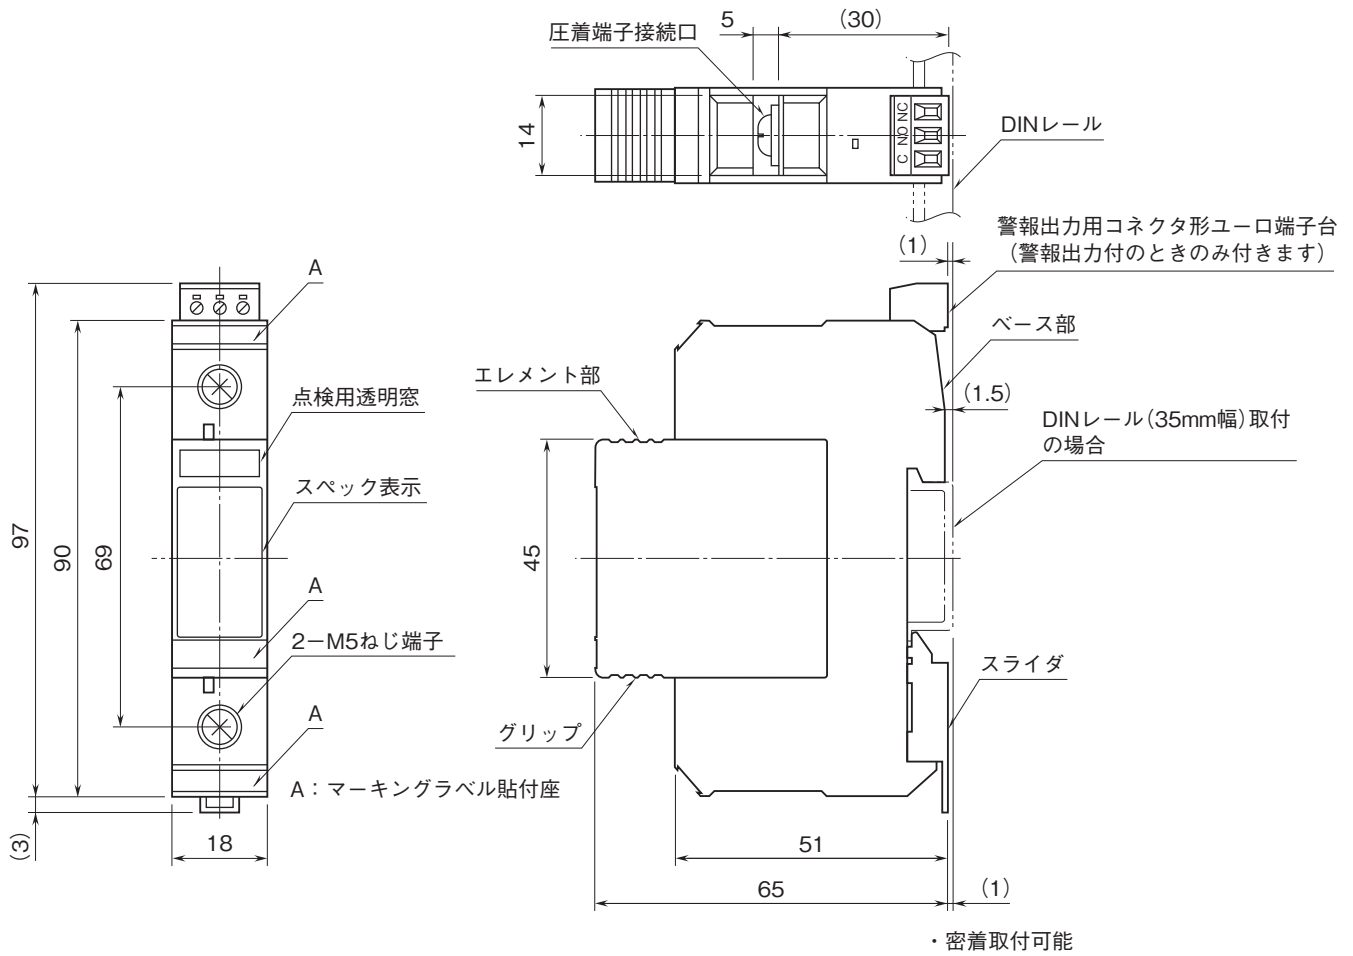 圧着端子接続口
5
(30)
14
NC
NO
C
DINレール
警報出力用コネクタ形ユーロ端子台
(警報出力付のときのみ付きます)
(1)
ベース部
エレメント部
(1.5)
DINレール(35mm幅)取付
の場合
A
点検用透明窓
スペック表示
97
90
69
45
A
2−M5ねじ端子
スライダ
グリップ
A
A:マーキングラベル貼付座
(3)
18
51
65
(1)
・密着取付可能